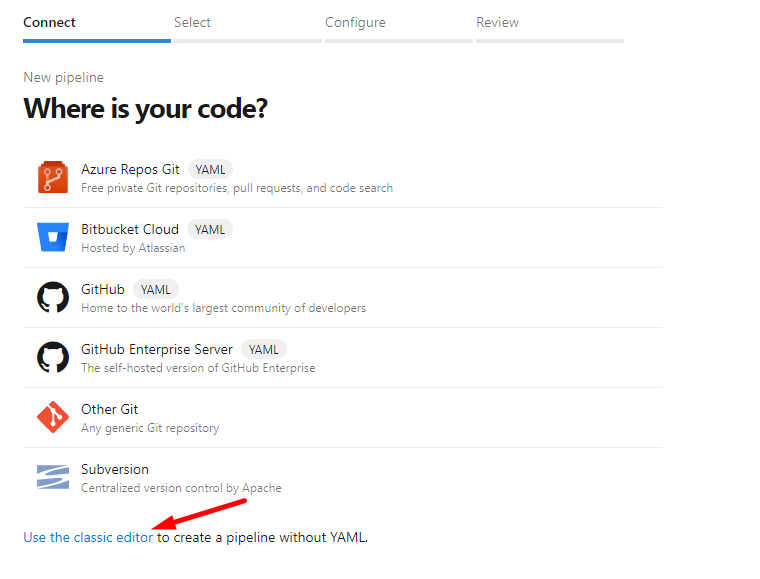 Connect Select Configure Review
New pipeline
Where is your code?
Azure Repos Git YAML
Free private Git repositories, pull requests, and code search
Bitbucket Cloud YAML
Hosted by Atlassian
GitHub YAML
Home to the world's largest community of developers
GitHub Enterprise Server YAML
The self-hosted version of GitHub Enterprise
Other Git
Any generic Git repository
Subversion
Centralized version control by Apache
Use the classic editor to create a pipeline without YAML.